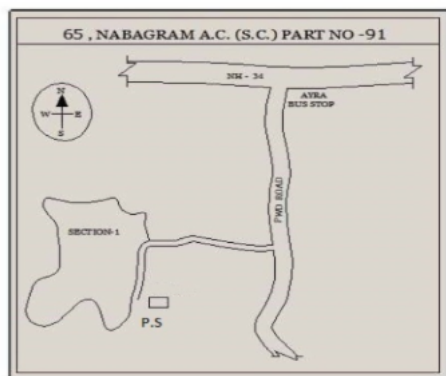 65 , NABAGRAM A.C. (S.C.) PART NO -91
NH - 34
AYRA
BUS STOP
N
W E
S
PWD ROAD
SECTION-1
P.S